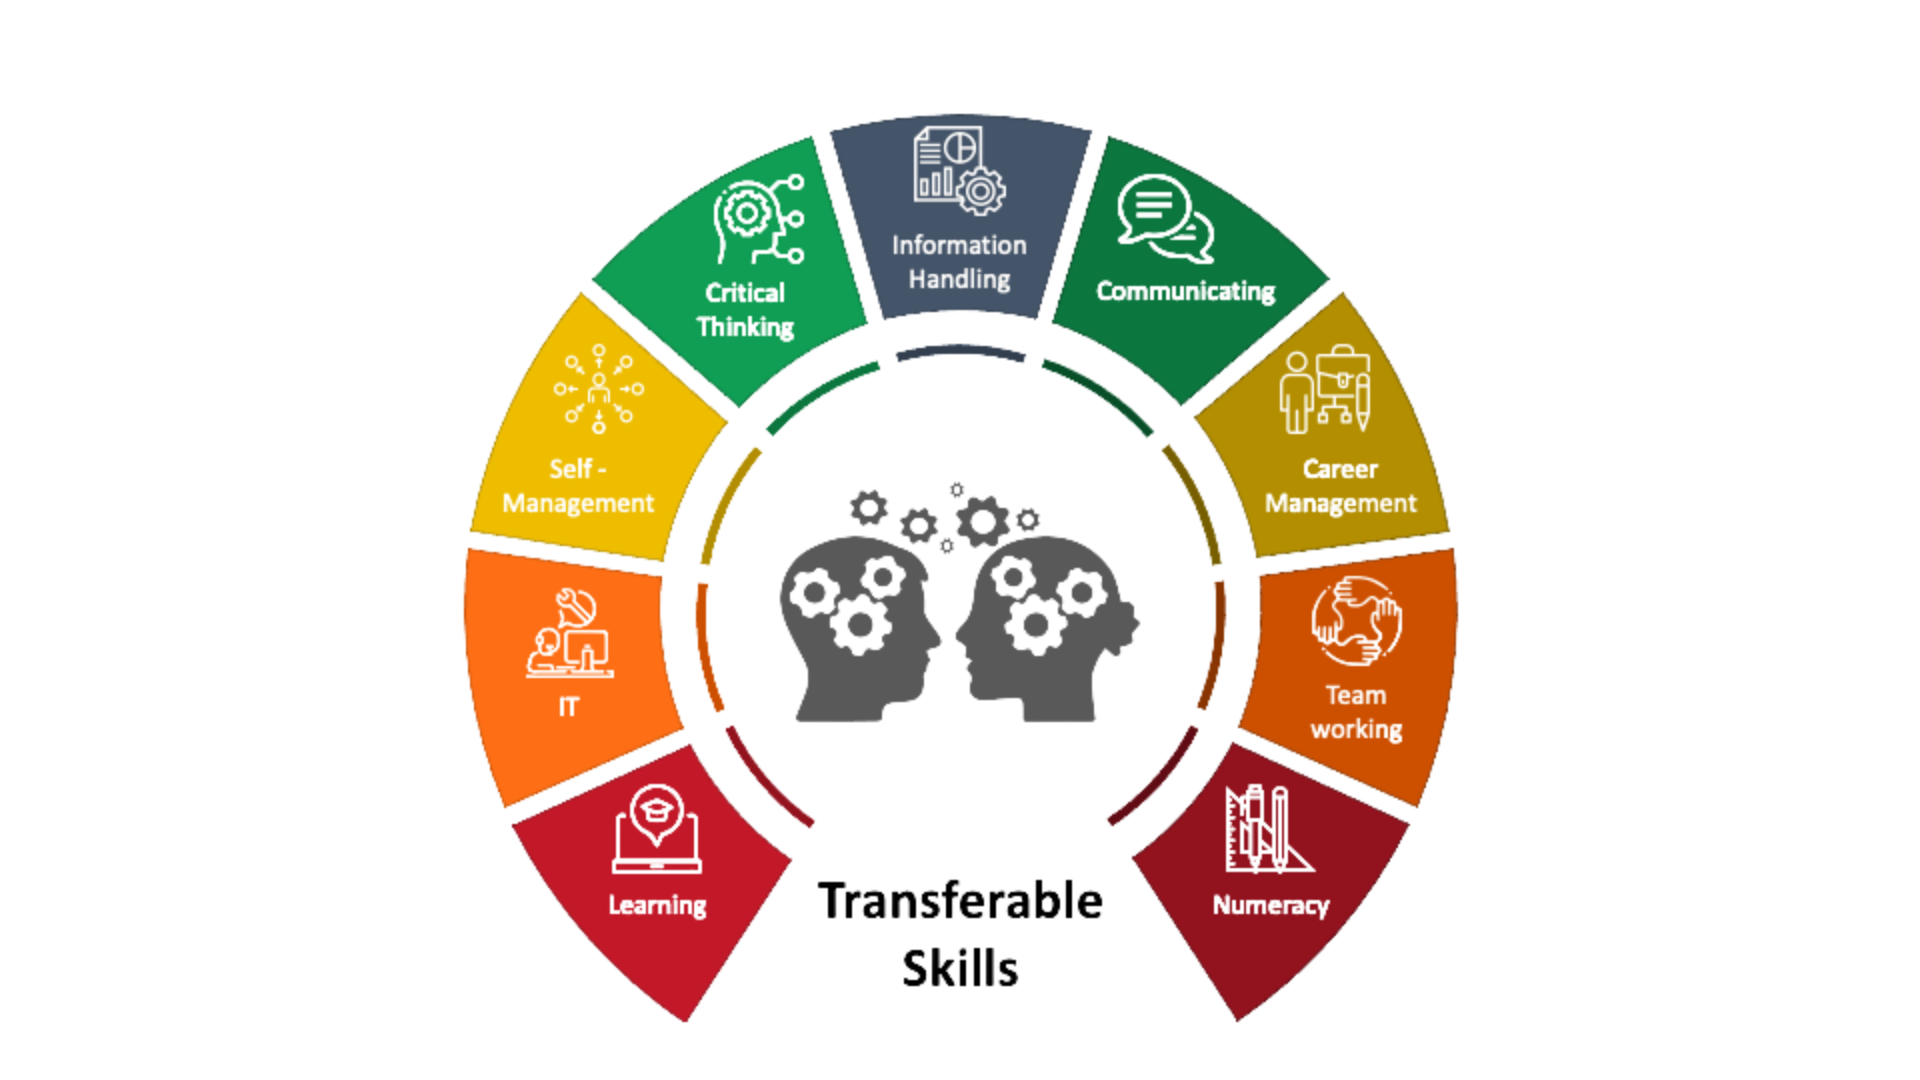 Information
Handling
Critical
Thinking
Communicating
Self -
Management
Career
Management
IT
Team
working
Learning
Numeracy
Transferable
Skills